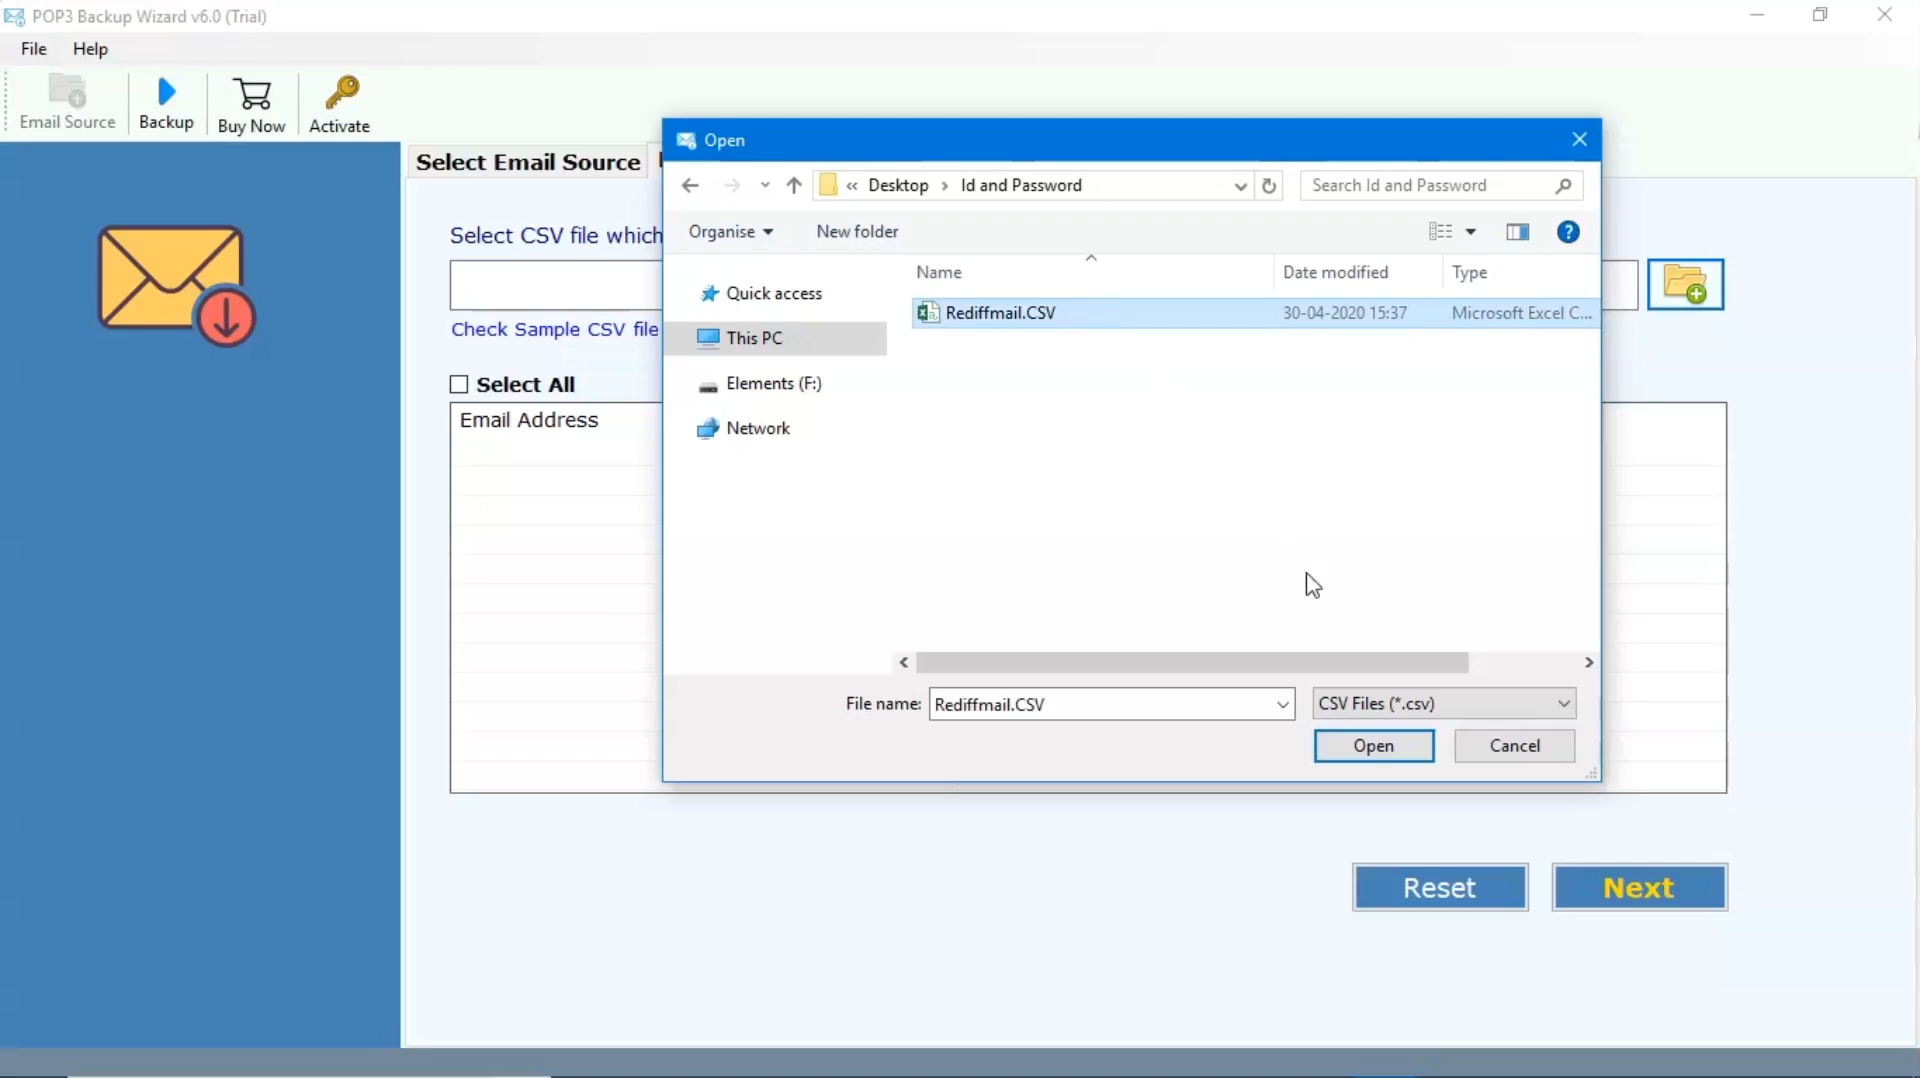 POP3 Backup Wizard v6.0 (Trial)
File Help
Email Source Backup Buy Now Activate
Select Email Source
Select CSV file which
Check Sample CSV file
Select All
Email Address
Open
« Desktop › Id and Password
Search Id and Password
Organise New folder
Name Date modified Type
Quick access
This PC
Elements (F:)
Network
Rediffmail.CSV 30-04-2020 15:37 Microsoft Excel C...
File name: Rediffmail.CSV CSV Files (*.csv)
Open Cancel
Reset Next